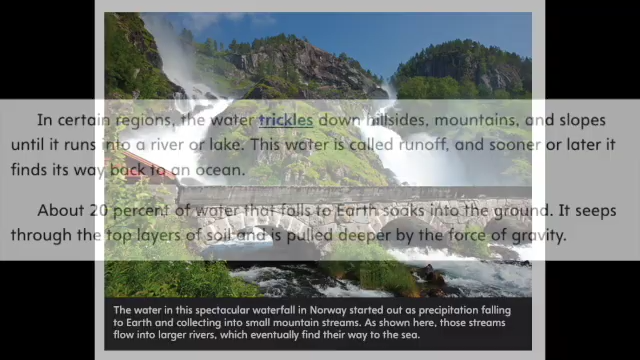 In certain regions, the water trickles down hillsides, mountains, and slopes
until it runs into a river or lake. This water is called runoff, and sooner or later it
finds its way back to an ocean.
About 20 percent of water that falls to Earth soaks into the ground. It seeps
through the top layers of soil and is pulled deeper by the force of gravity.
The water in this spectacular waterfall in Norway started out as precipitation falling
to Earth and collecting into small mountain streams. As shown here, those streams
flow into larger rivers, which eventually find their way to the sea.